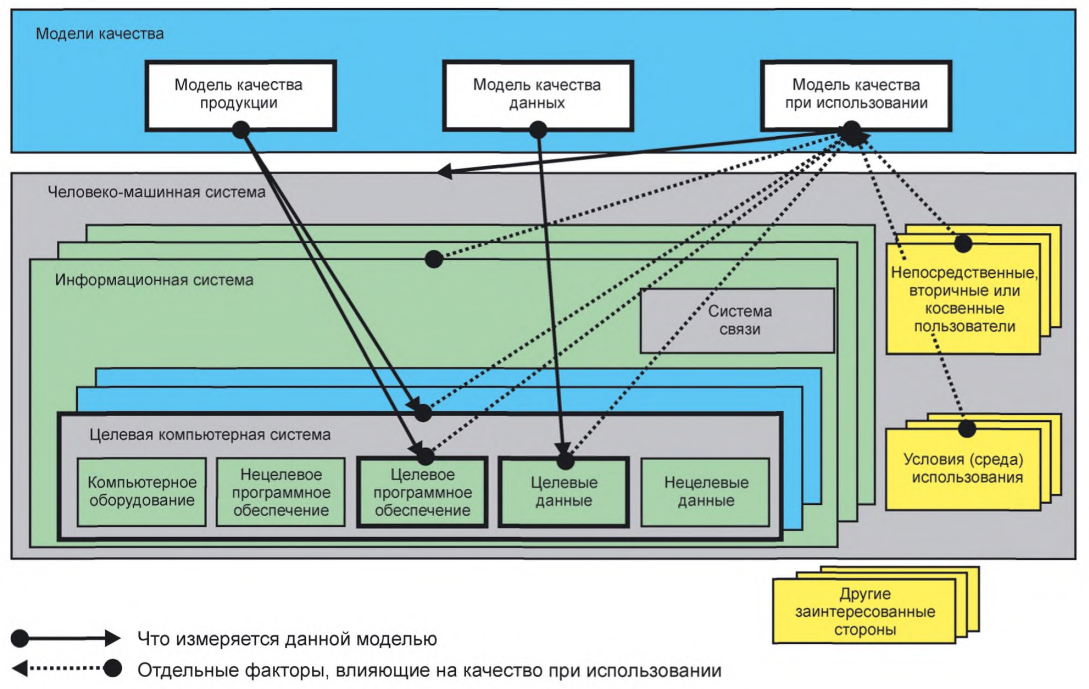 Модели качества
Модель качества
продукции
Модель качества
данных
Модель качества
при использовании
Человеко-машинная система
Информационная система
Система
связи
Непосредственные,
вторичные или
косвенные
пользователи
Целевая компьютерная система
Компьютерное
оборудование
Нецелевое
программное
обеспечение
Целевое
программное
обеспечение
Целевые
данные
Нецелевые
данные
Условия (среда)
использования
Другие
заинтересованные
стороны
Что измеряется данной моделью
Отдельные факторы, влияющие на качество при использовании